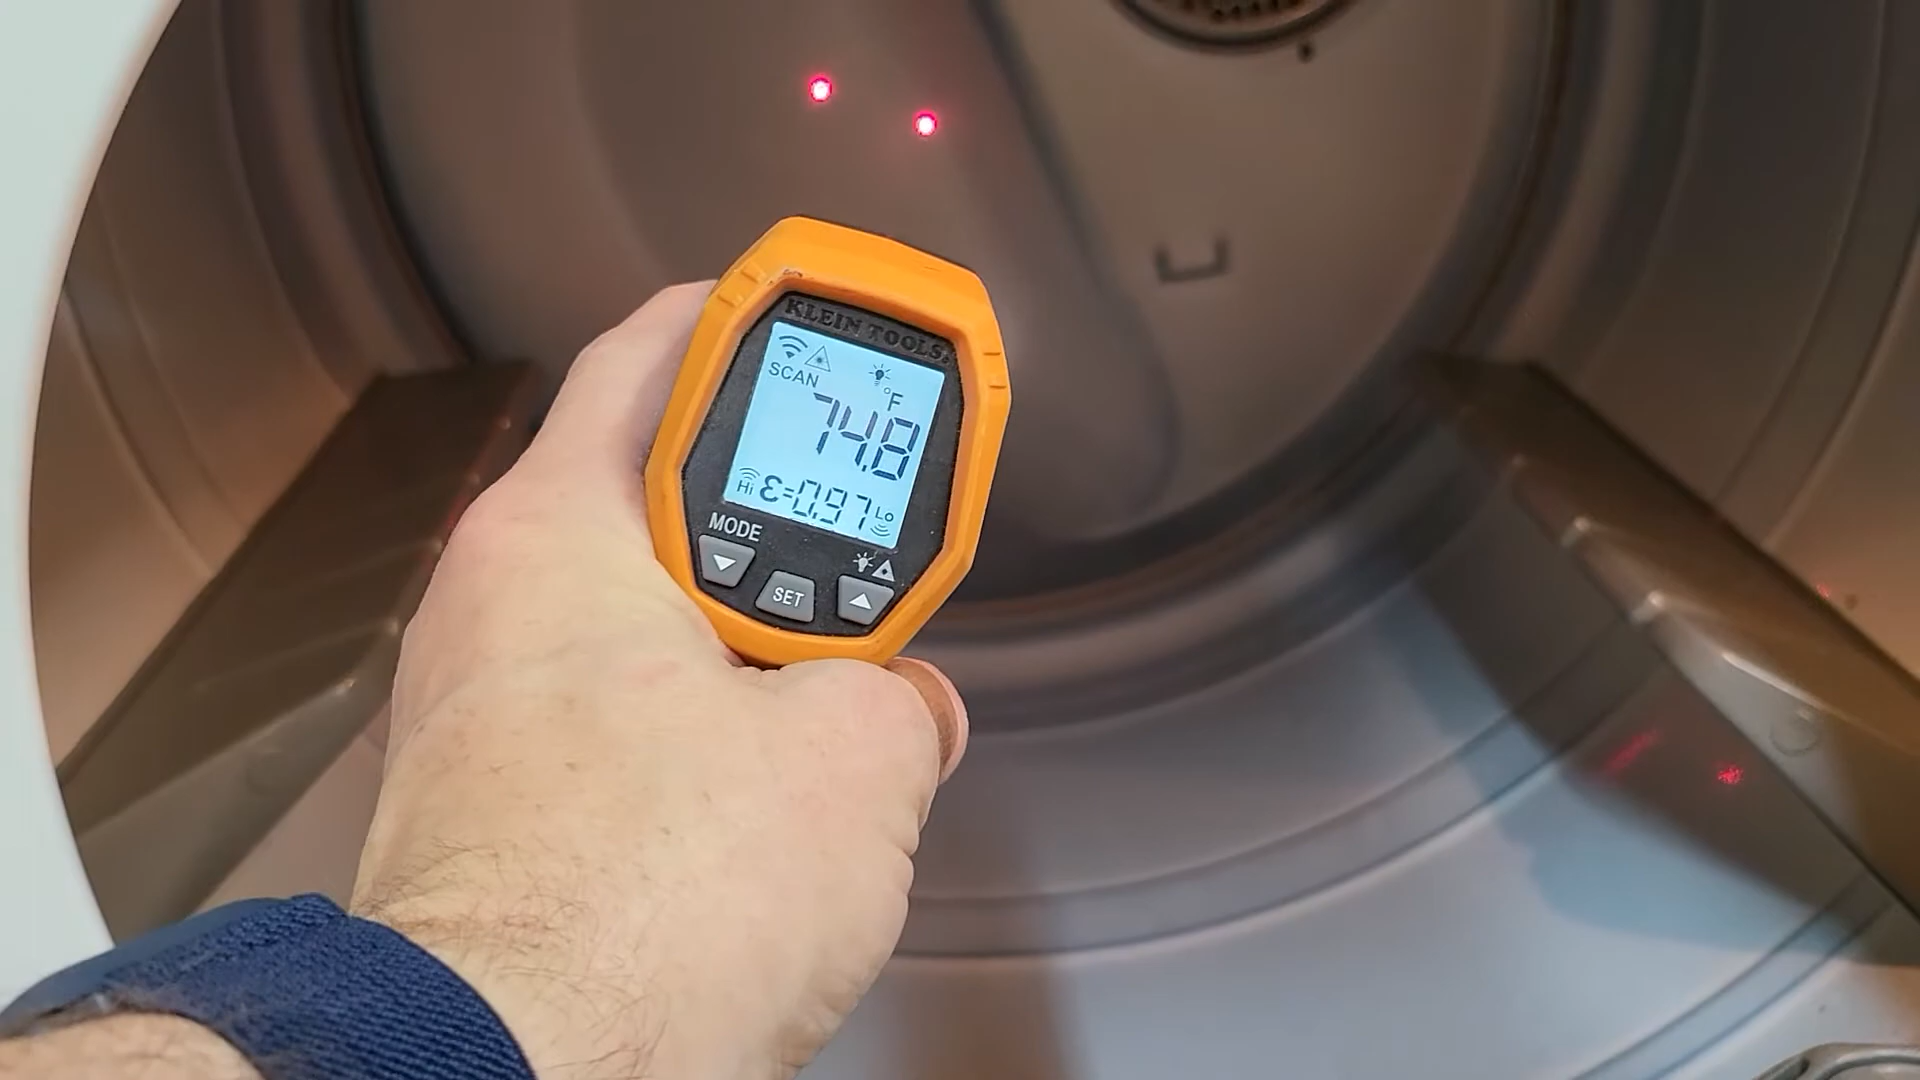 KLEIN TOOLS®
SCAN
°F
74.8
Hi ε=0.97 Lo
MODE
SET